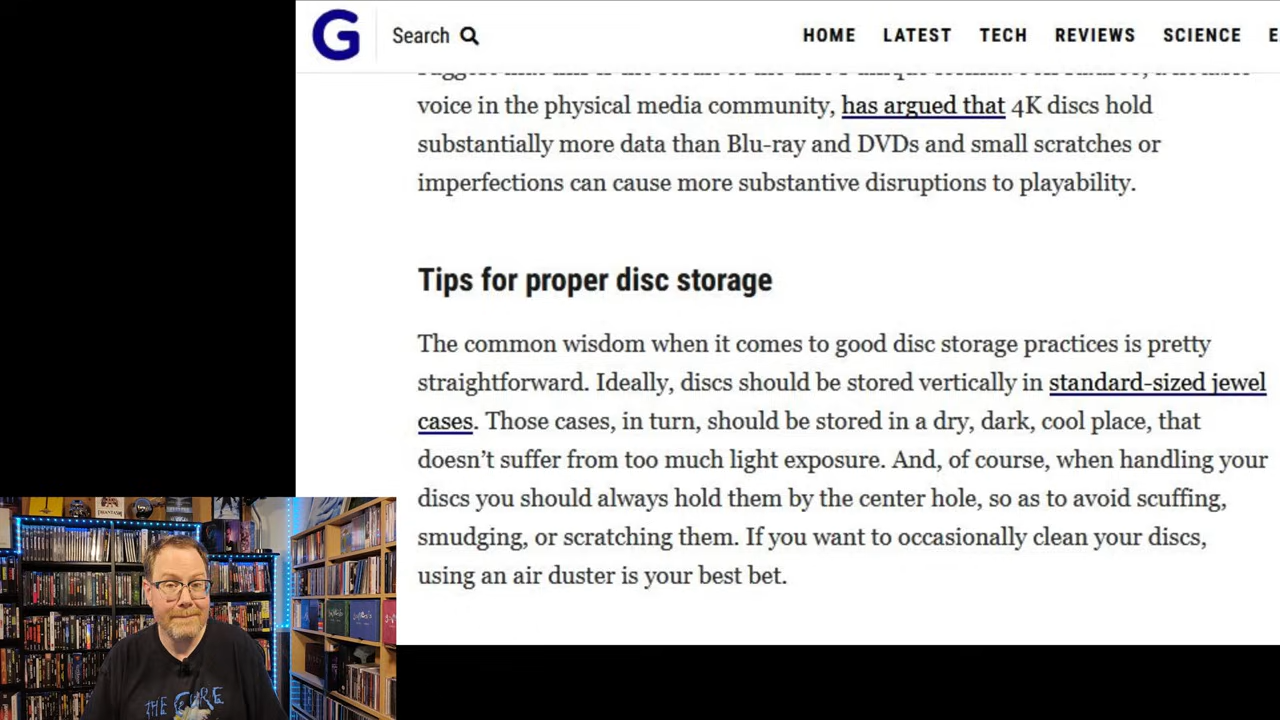 G
Search
HOME LATEST TECH REVIEWS SCIENCE
voice in the physical media community, has argued that 4K discs hold
substantially more data than Blu-ray and DVDs and small scratches or
imperfections can cause more substantive disruptions to playability.
Tips for proper disc storage
The common wisdom when it comes to good disc storage practices is pretty
straightforward. Ideally, discs should be stored vertically in standard-sized jewel
cases. Those cases, in turn, should be stored in a dry, dark, cool place, that
doesn’t suffer from too much light exposure. And, of course, when handling your
discs you should always hold them by the center hole, so as to avoid scuffing,
smudging, or scratching them. If you want to occasionally clean your discs,
using an air duster is your best bet.
THE CURE